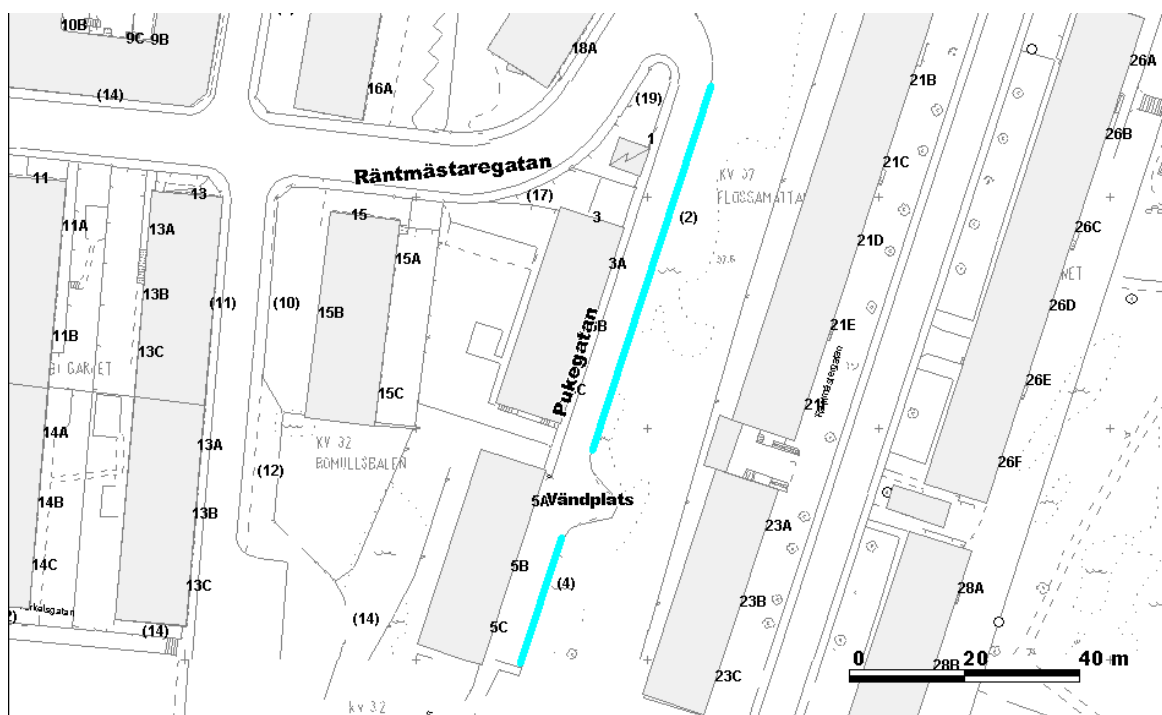 10B
9C
9B
(14)
16A
18A
(19)
1
21B
26A
26B
21C
Räntmästaregatan
KV 37
FLOSSAMATTAN
11
13
15
(17)
3
(2)
11A
13A
15A
3A
21D
26C
37.6
13B
(11)
(10)
15B
21E
26D
11B
13C
Pukegatan
Räntmästaregatan
26E
15C
14A
13A
KV 32
BOMULLSBALEN
(12)
26F
14B
13B
5A
Vändplats
23A
14C
13C
5B
(4)
23B
28A
(14)
(14)
5C
23C
28B
0 20 40 m
kv 32